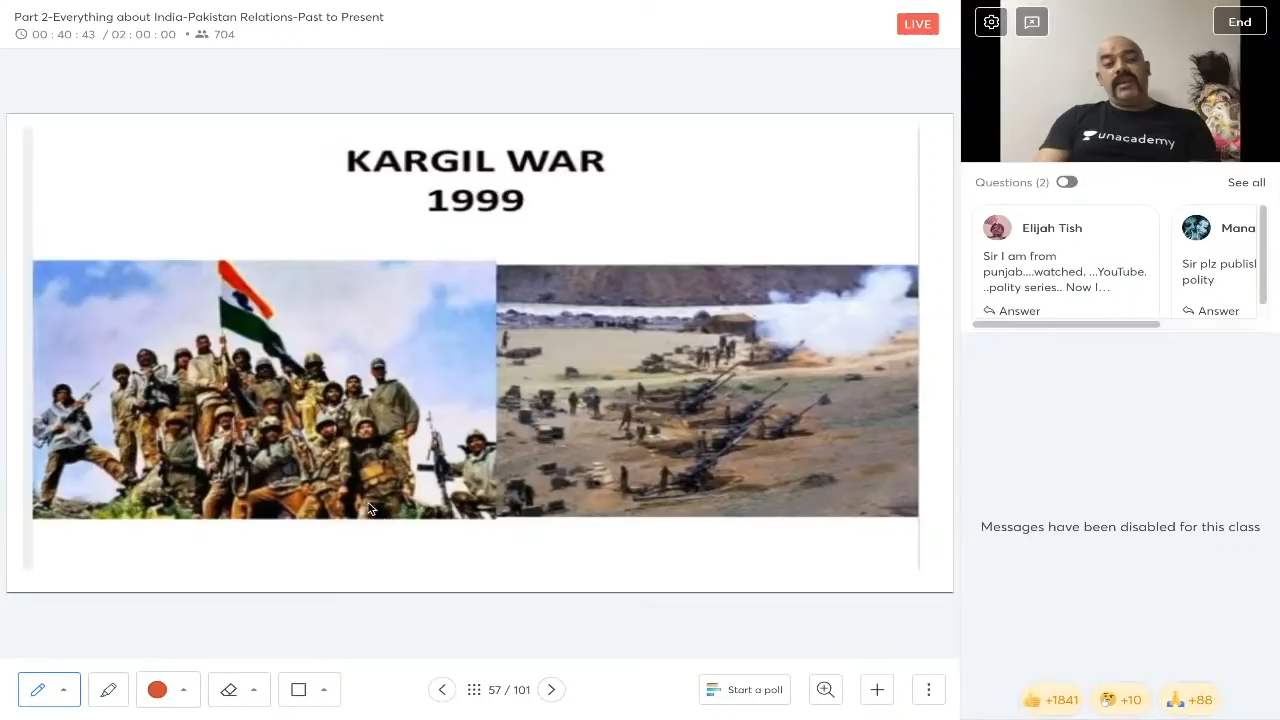 Part 2-Everything about India-Pakistan Relations-Past to Present
00 : 40 : 43 / 02 : 00 : 00 • 704
LIVE
End
unacademy
KARGIL WAR
1999
Questions (2)
See all
Elijah Tish
Sir I am from
punjab....watched, ...YouTube.
..polity series.. Now I...
Answer
Mana
Sir plz publis
polity
Answer
Messages have been disabled for this class
57 / 101
Start a poll
+1841
+10
+88